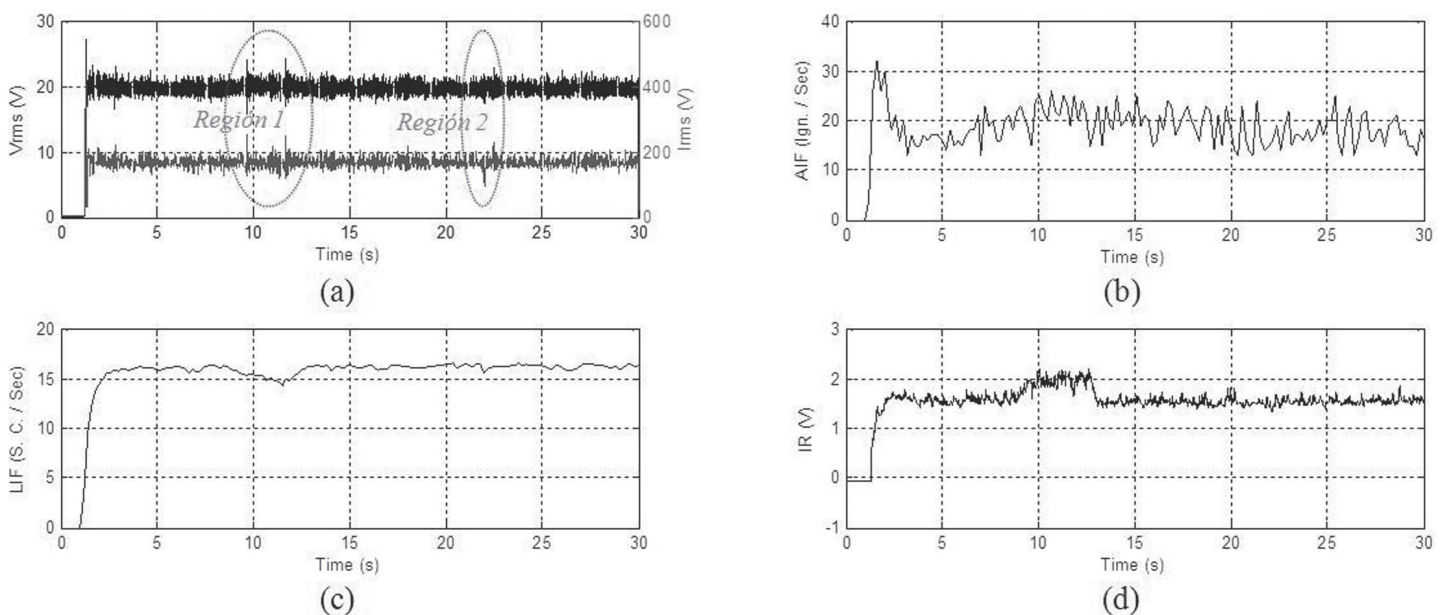 30
20
10
0
Vrms (V)
600
400
200
0
Irms (V)
Región 1
Región 2
0 5 10 15 20 25 30
Time (s)
(a)
40
30
20
10
0
AIF (Ign. / Sec)
0 5 10 15 20 25 30
Time (s)
(b)
20
15
10
5
0
LIF (S. C. / Sec)
0 5 10 15 20 25 30
Time (s)
(c)
3
2
1
0
-1
IR (V)
0 5 10 15 20 25 30
Time (s)
(d)